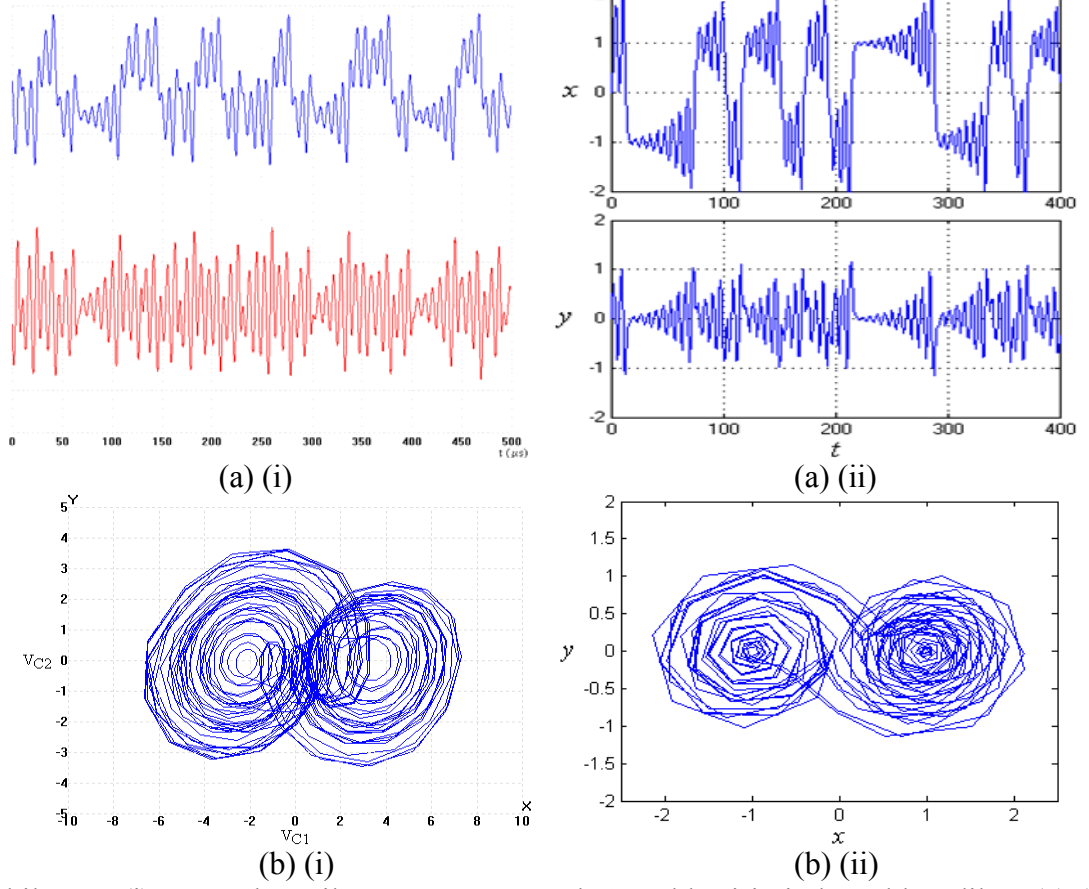 1
x
0
-1
-2
0 100 200 300 400
2
1
y
0
-1
-2
0 50 100 150 200 250 300 350 400 450 500
t (μs)
0 100 200 300 400
t
(a) (i)
(a) (ii)
Y
5
4
3
2
1
VC2 0
-1
-2
-3
-4
-5
-10 -8 -6 -4 -2 0 2 4 6 8 10
X
VC1
2
1.5
1
0.5
y 0
-0.5
-1
-1.5
-2
-2 -1 0 1 2
x
(b) (i)
(b) (ii)